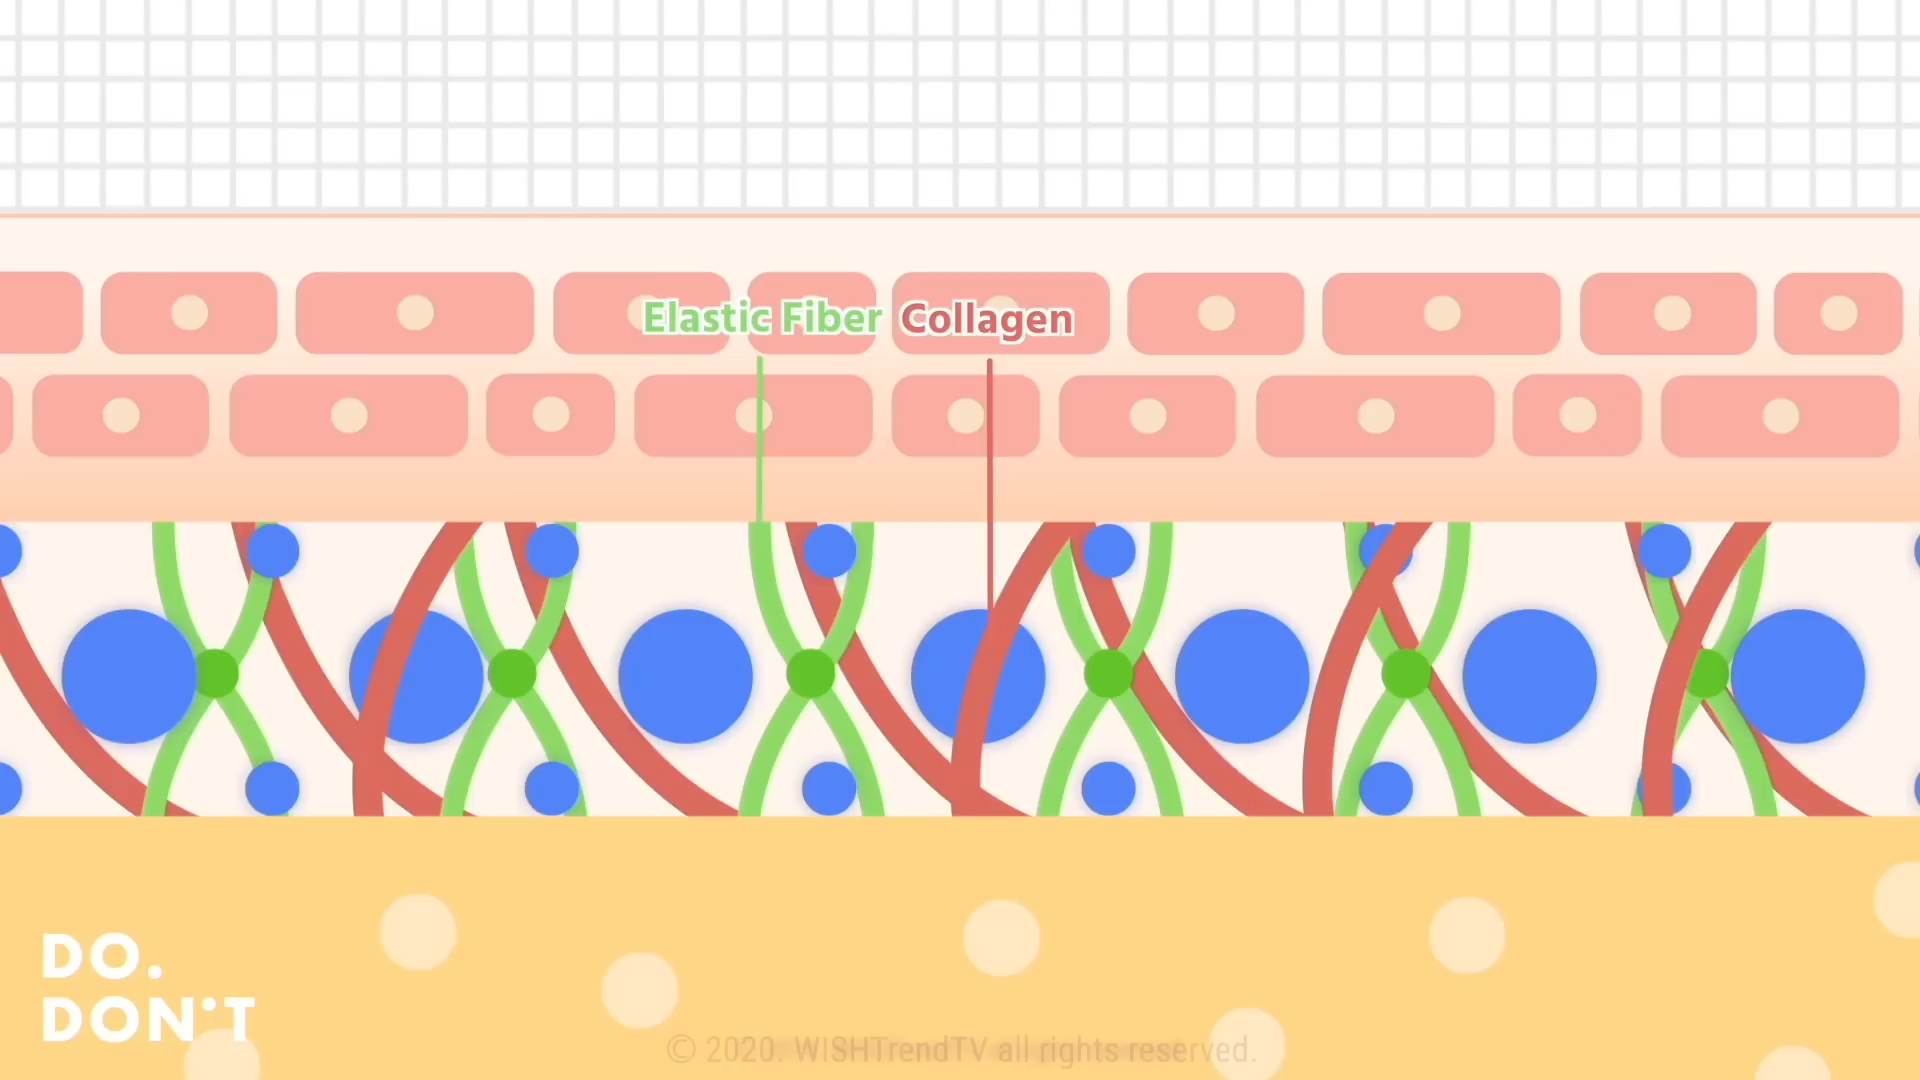 Elastic Fiber Collagen
DO.
DON'T
© 2020. WISHTrendTV all rights reserved.